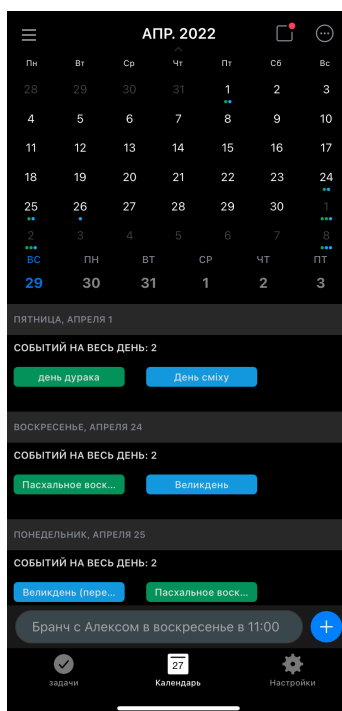 АПР. 2022
Пн Вт Ср Чт Пт Сб Вс
28 29 30 31 1 2 3
4 5 6 7 8 9 10
11 12 13 14 15 16 17
18 19 20 21 22 23 24
25 26 27 28 29 30 1
2 3 4 5 6 7 8
ВС ПН ВТ СР ЧТ ПТ
29 30 31 1 2 3
ПЯТНИЦА, АПРЕЛЯ 1
СОБЫТИЙ НА ВЕСЬ ДЕНЬ: 2
день дурака День сміху
ВОСКРЕСЕНЬЕ, АПРЕЛЯ 24
СОБЫТИЙ НА ВЕСЬ ДЕНЬ: 2
Пасхальное воск... Великдень
ПОНЕДЕЛЬНИК, АПРЕЛЯ 25
СОБЫТИЙ НА ВЕСЬ ДЕНЬ: 2
Великдень (пере... Пасхальное воск...
Бранч с Алексом в воскресенье в 11:00
27
задачи Календарь Настройки